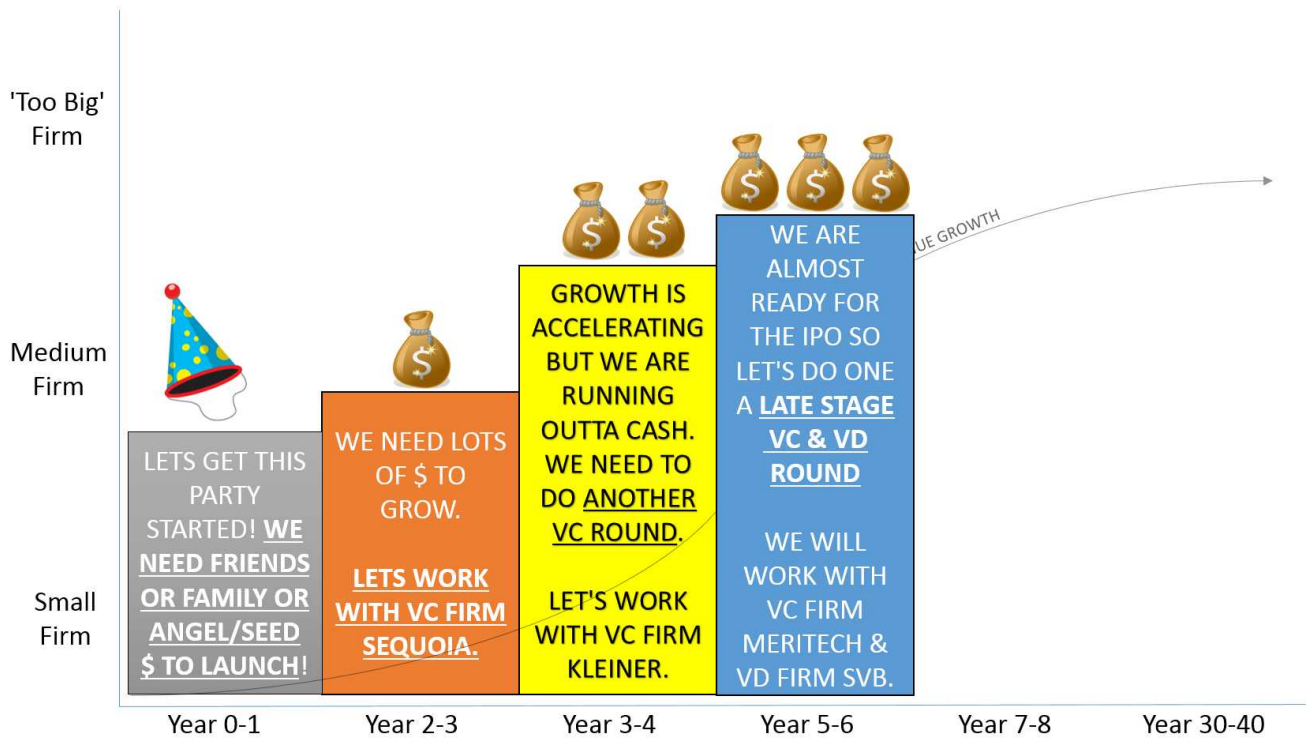 'Too Big'
Firm
Medium
Firm
Small
Firm
LETS GET THIS
PARTY
STARTED! WE
NEED FRIENDS
OR FAMILY OR
ANGEL/SEED
$ TO LAUNCH!
$
WE NEED LOTS
OF $ TO
GROW.
LETS WORK
WITH VC FIRM
SEQUOIA.
$ $
GROWTH IS
ACCELERATING
BUT WE ARE
RUNNING
OUTTA CASH.
WE NEED TO
DO ANOTHER
VC ROUND.
LET'S WORK
WITH VC FIRM
KLEINER.
$ $ $
WE ARE
ALMOST
READY FOR
THE IPO SO
LET'S DO ONE
A LATE STAGE
VC & VD
ROUND
WE WILL
WORK WITH
VC FIRM
MERITECH &
VD FIRM SVB.
GROWTH
Year 0-1
Year 2-3
Year 3-4
Year 5-6
Year 7-8
Year 30-40